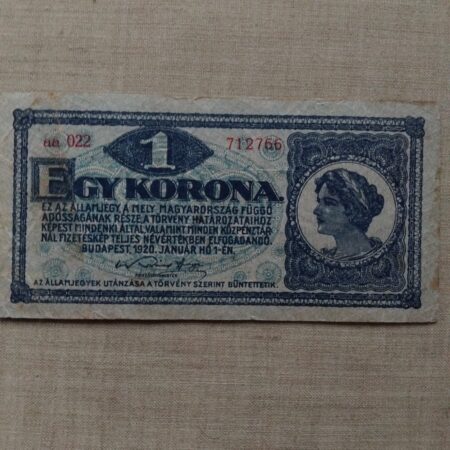 aa 022
1
712766
EGY KORONA.
EZ AZ ÁLLAMJEGY A MELY MAGYARORSZÁG FÜGGŐ
ADÓSSÁGÁNAK RÉSZE A TÖRVÉNY HATÁROZATAIHOZ
KÉPEST MINDENKI ÁLTAL VALAMINT MINDEN KÖZPÉNZTÁR-
NÁL FIZETÉSKÉP TELJES NÉVÉRTÉKBEN ELFOGADANDÓ.
BUDAPEST, 1920. JANUÁR HÓ 1-ÉN.
AZ ÁLLAMJEGYEK UTÁNZÁSA A TÖRVÉNY SZERINT BÜNTETTETIK.